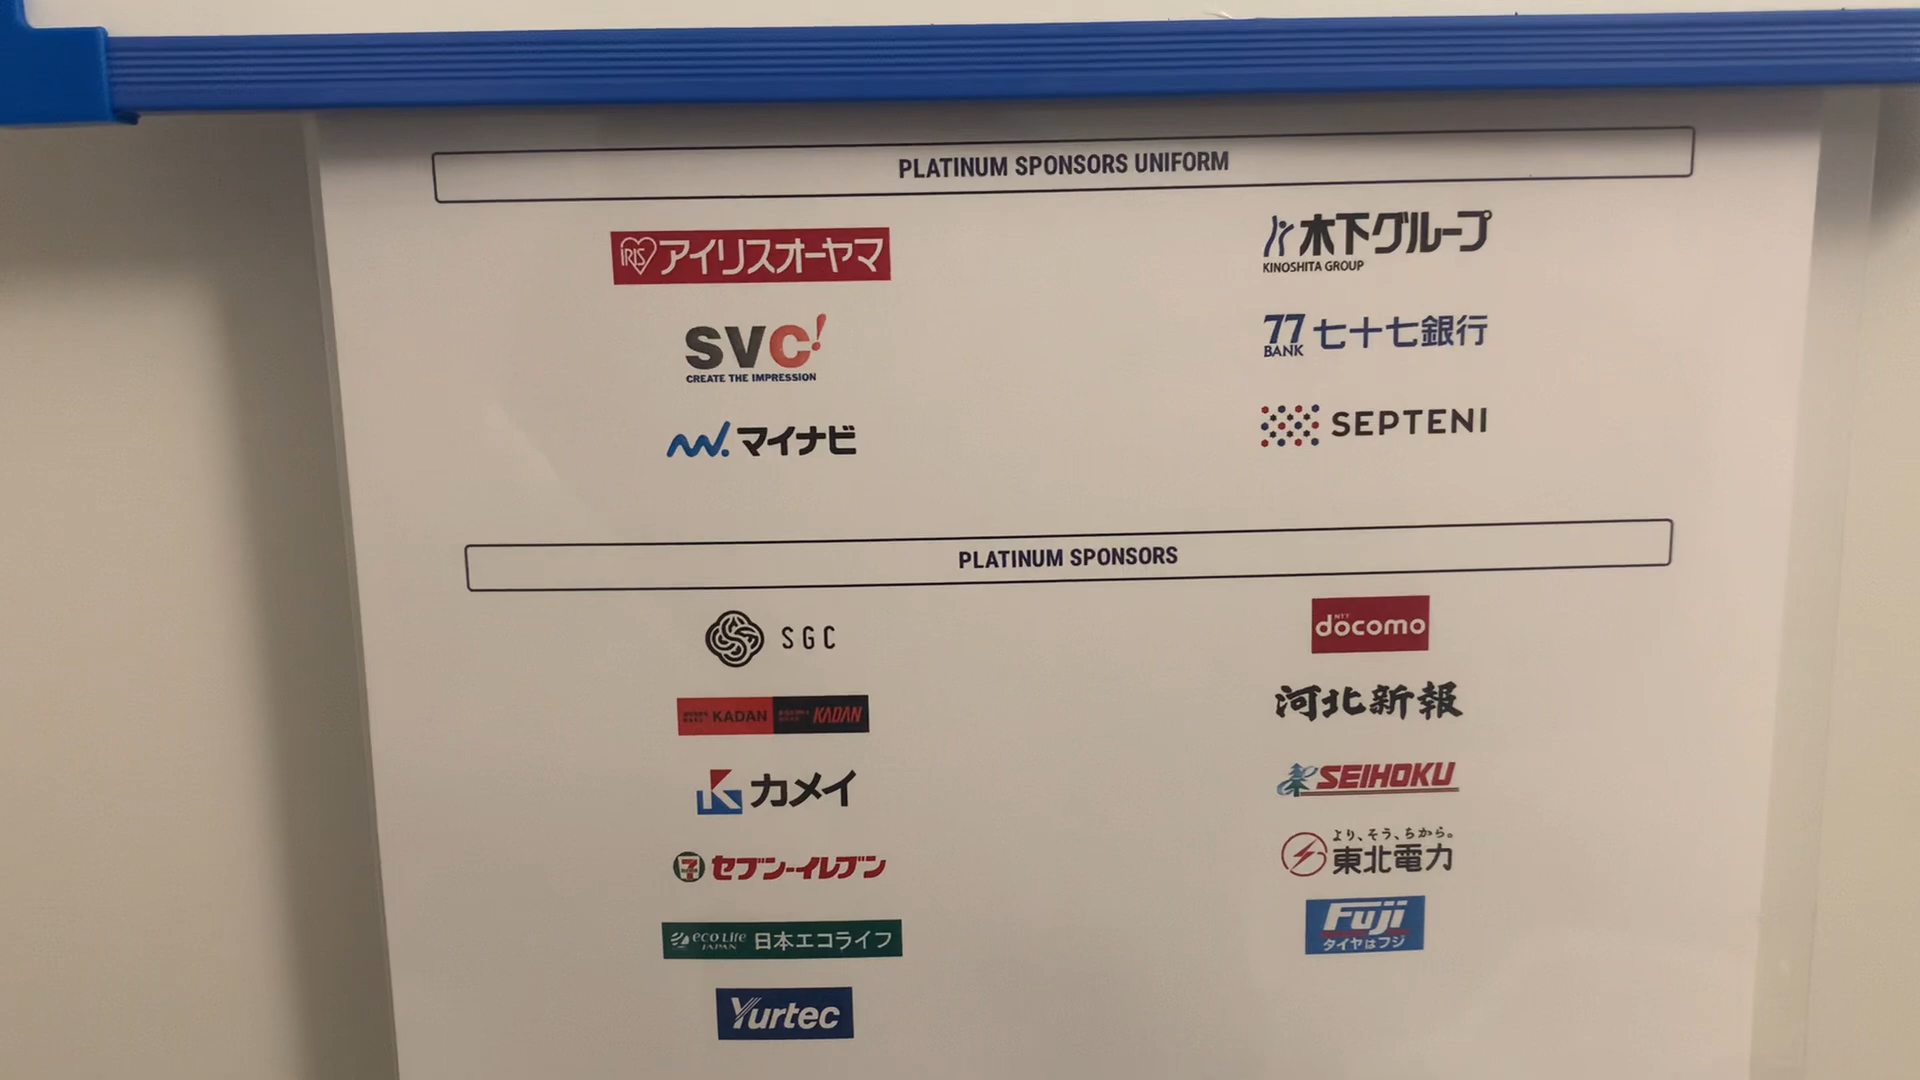 PLATINUM SPONSORS UNIFORM
IRIS アイリスオーヤマ
木下グループ
KINOSHITA GROUP
SVC!
CREATE THE IMPRESSION
77 BANK 七十七銀行
マイナビ
SEPTENI
PLATINUM SPONSORS
SGC
NTT
döcomo
KADAN KADAN
河北新報
カメイ
SEIHOKU
7 セブン-イレブン
より、そう、ちから。
東北電力
eco Life JAPAN 日本エコライフ
Fuji
タイヤはフジ
Yurtec